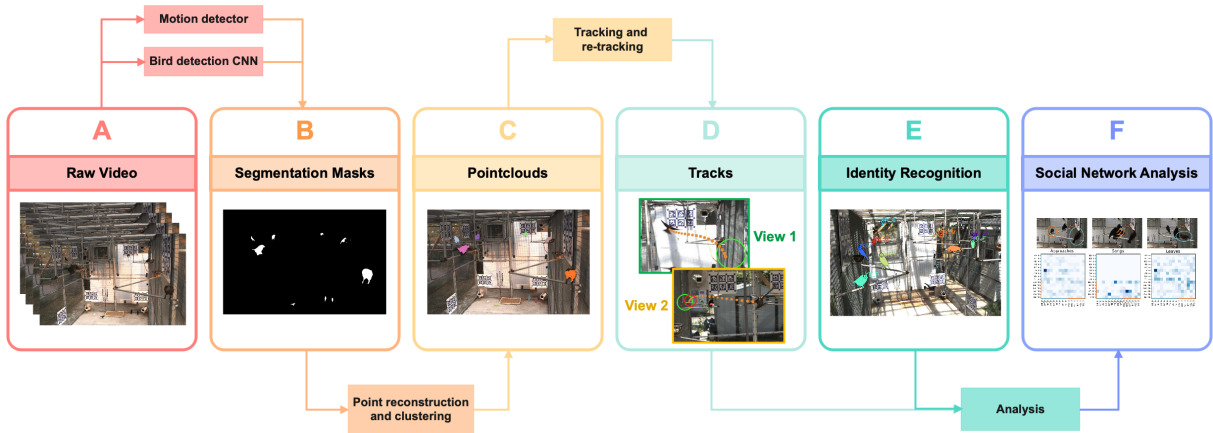 Motion detector
Bird detection CNN
Tracking and
re-tracking
A
B
C
D
E
F
Raw Video
Segmentation Masks
Pointclouds
Tracks
Identity Recognition
Social Network Analysis
View 1
View 2
Approaches
Songs
Leaves
Point reconstruction
and clustering
Analysis